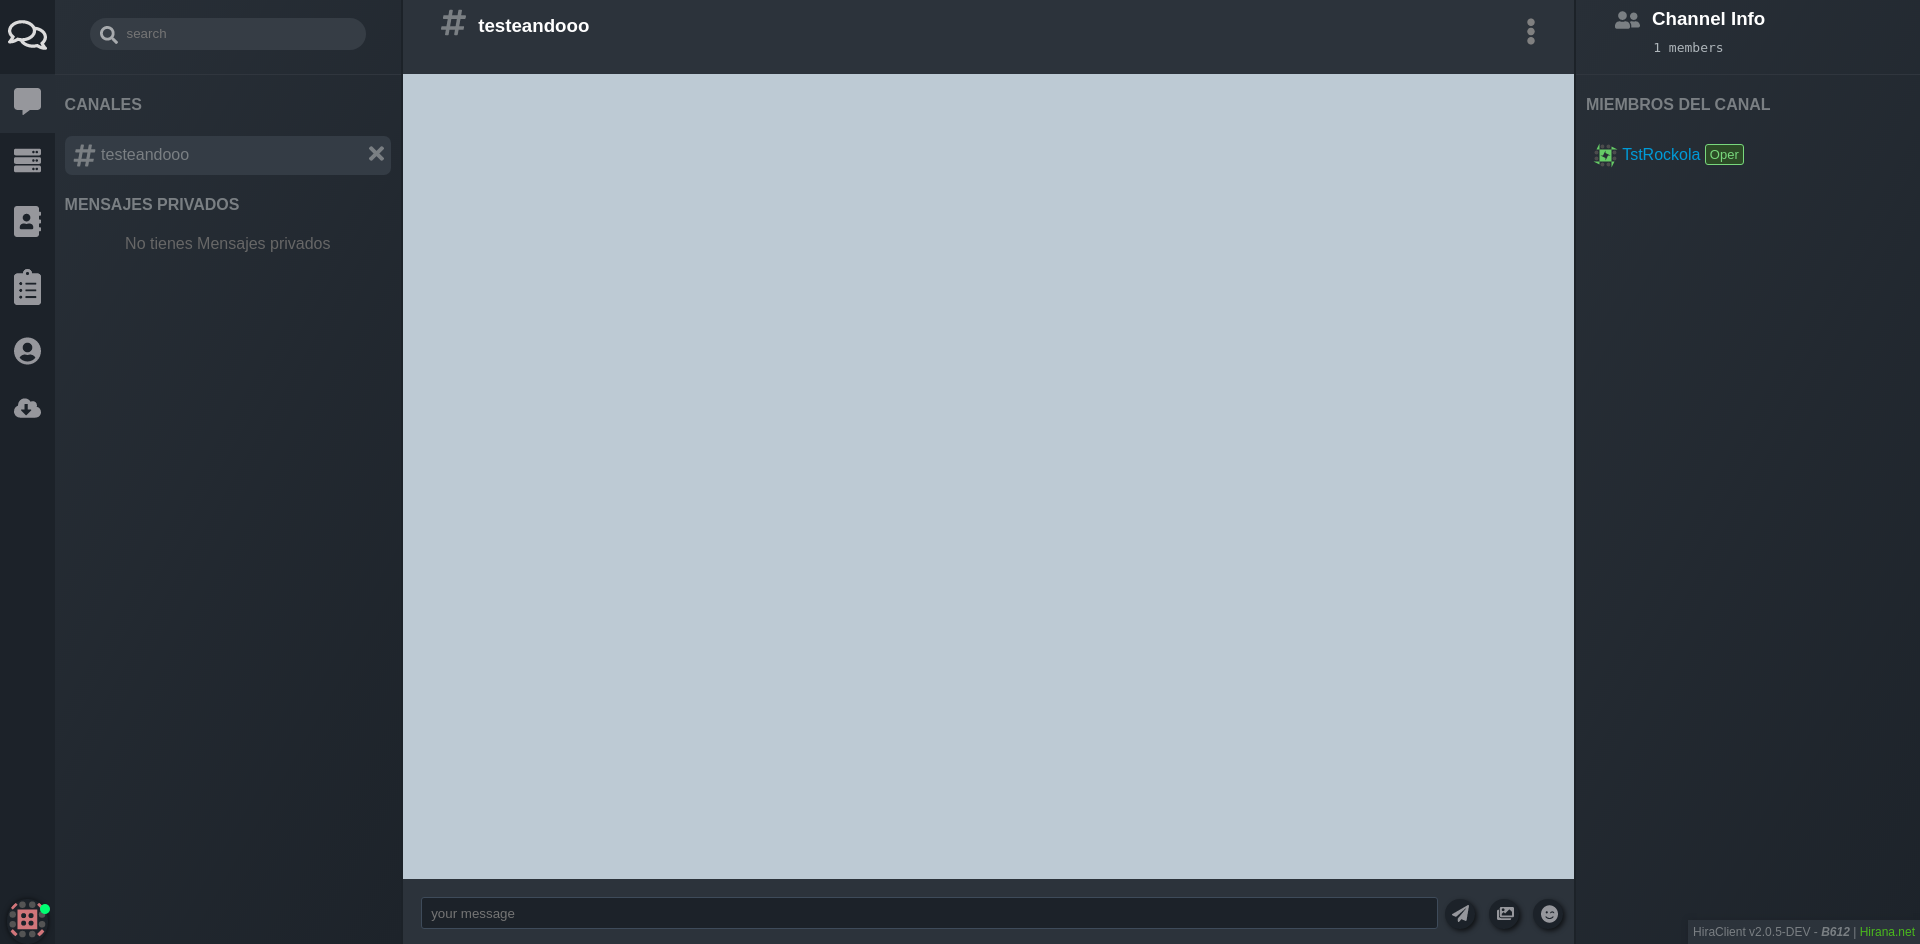 search
CANALES
testeandooo
MENSAJES PRIVADOS
No tienes Mensajes privados
testeandooo
your message
Channel Info
1 members
MIEMBROS DEL CANAL
TstRockola Oper
HiraClient v2.0.5-DEV - B612 | Hirana.net